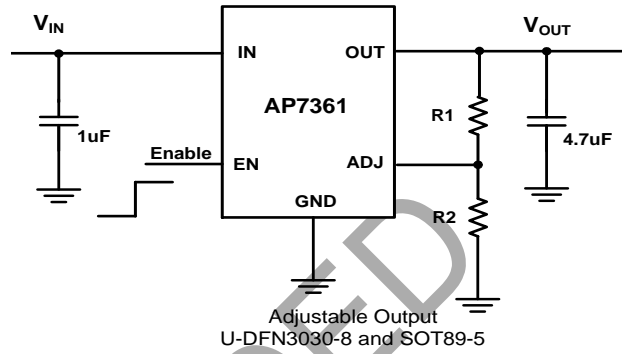 VIN
VOUT
IN
OUT
AP7361
R1
1uF
4.7uF
Enable
EN
ADJ
GND
R2
Adjustable Output
U-DFN3030-8 and SOT89-5